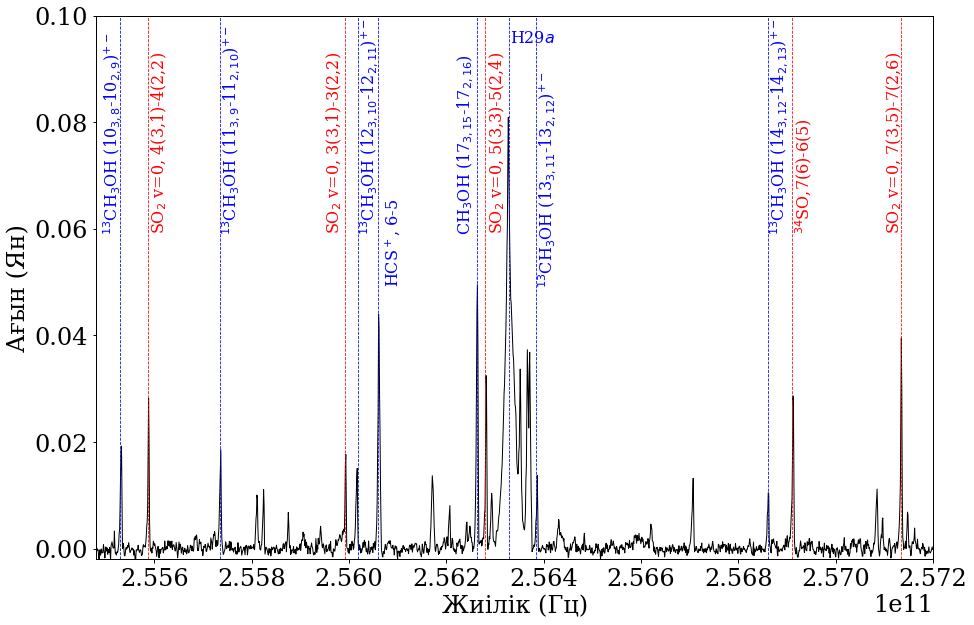 0.10
0.08
0.06
0.04
0.02
0.00
Ағын (Ян)
¹³CH₃OH (10₃,₈-10₂,₉)⁺⁻
SO₂ v=0, 4(3,1)-4(2,2)
¹³CH₃OH (11₃,₉-11₂,₁₀)⁺⁻
SO₂ v=0, 3(3,1)-3(2,2)
¹³CH₃OH (12₃,₁₀-12₂,₁₁)⁺⁻
HCS⁺, 6-5
CH₃OH (17₃,₁₅-17₂,₁₆)
SO₂ v=0, 5(3,3)-5(2,4)
H29a
¹³CH₃OH (13₃,₁₁-13₂,₁₂)⁺⁻
¹³CH₃OH (14₃,₁₂-14₂,₁₃)⁺⁻
³⁴SO,7(6)-6(5)
SO₂ v=0, 7(3,5)-7(2,6)
2.556 2.558 2.560 2.562 2.564 2.566 2.568 2.570 2.572
Жиілік (Гц)
1e11